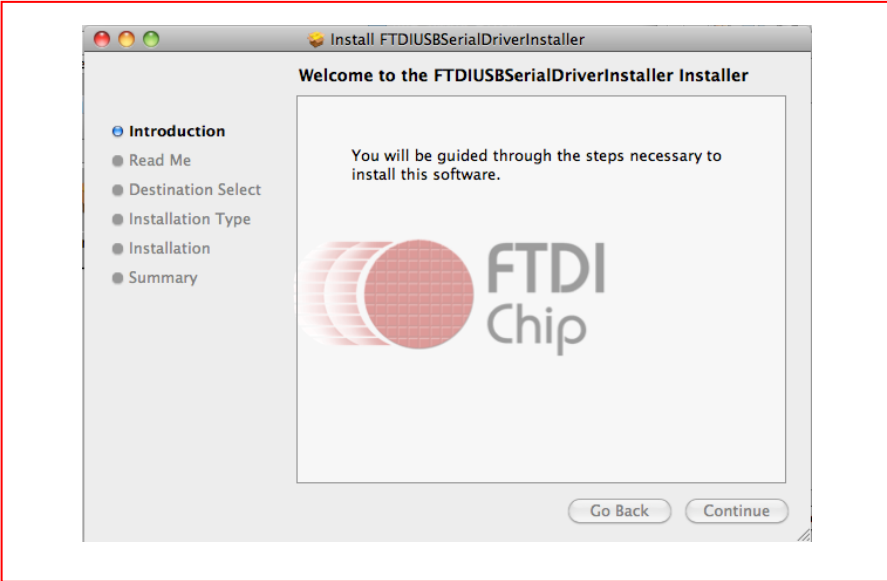 Install FTDIUSBSerialDriverInstaller
Welcome to the FTDIUSBSerialDriverInstaller Installer
Introduction
Read Me
Destination Select
Installation Type
Installation
Summary
You will be guided through the steps necessary to
install this software.
FTDI
Chip
Go Back
Continue